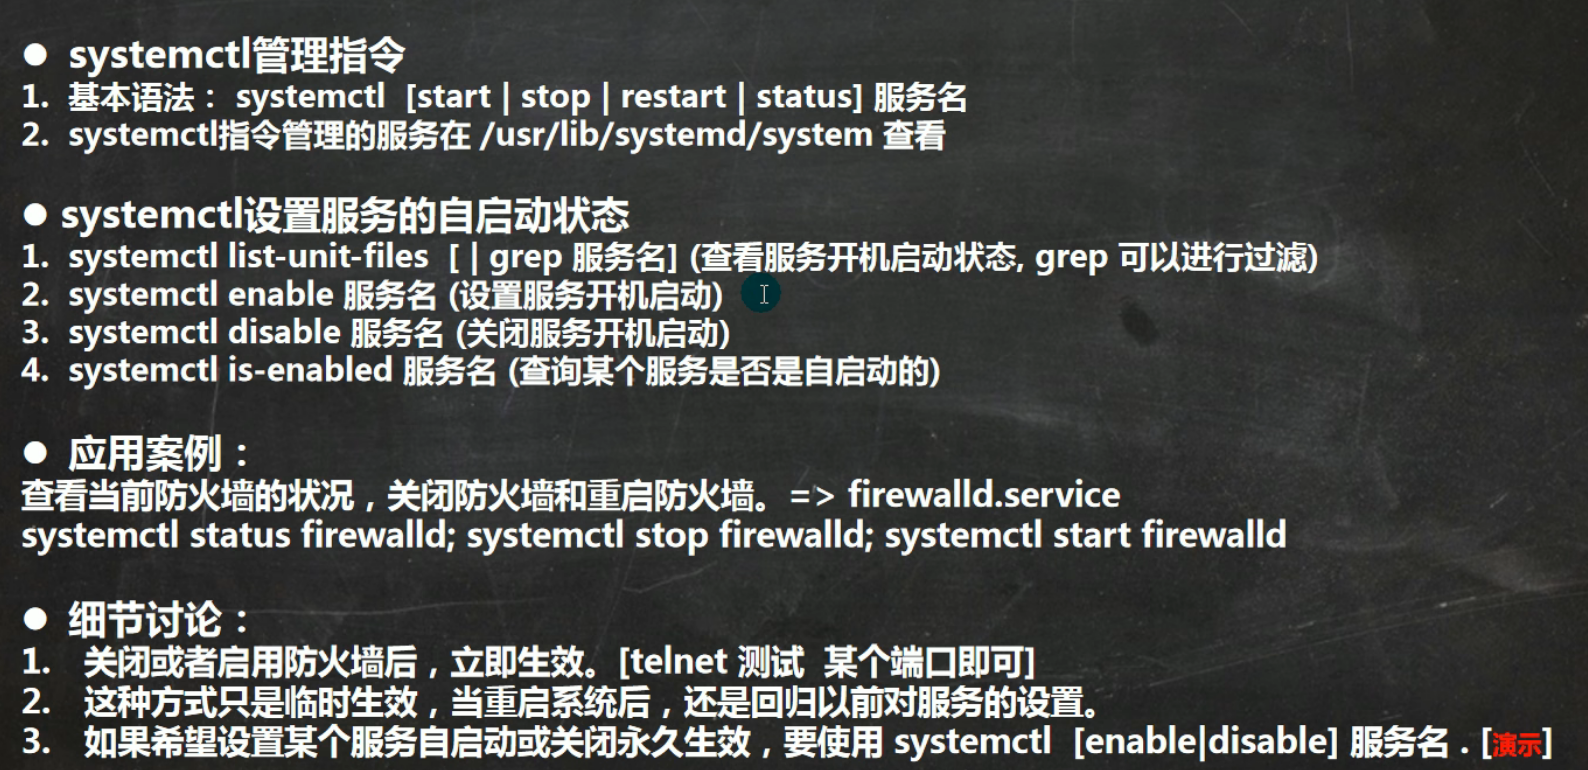 ● systemctl管理指令
1. 基本语法： systemctl [start | stop | restart | status] 服务名
2. systemctl指令管理的服务在 /usr/lib/systemd/system 查看
● systemctl设置服务的自启动状态
1. systemctl list-unit-files [ | grep 服务名] (查看服务开机启动状态, grep 可以进行过滤)
2. systemctl enable 服务名 (设置服务开机启动)
3. systemctl disable 服务名 (关闭服务开机启动)
4. systemctl is-enabled 服务名 (查询某个服务是否是自启动的)
● 应用案例：
查看当前防火墙的状况，关闭防火墙和重启防火墙。=> firewalld.service
systemctl status firewalld; systemctl stop firewalld; systemctl start firewalld
● 细节讨论：
1. 关闭或者启用防火墙后，立即生效。[telnet 测试 某个端口即可]
2. 这种方式只是临时生效，当重启系统后，还是回归以前对服务的设置。
3. 如果希望设置某个服务自启动或关闭永久生效，要使用 systemctl [enable|disable] 服务名 . [演示]